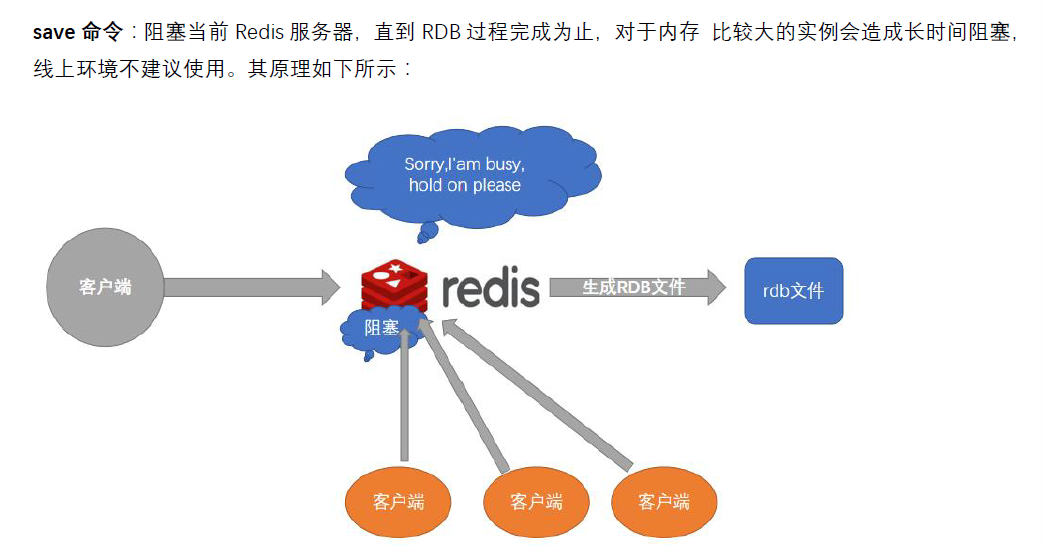 save 命令：阻塞当前 Redis 服务器，直到 RDB 过程完成为止，对于内存 比较大的实例会造成长时间阻塞，
线上环境不建议使用。其原理如下所示：
Sorry,I'am busy,
hold on please
客户端
redis
生成RDB文件
rdb文件
阻塞
客户端
客户端
客户端